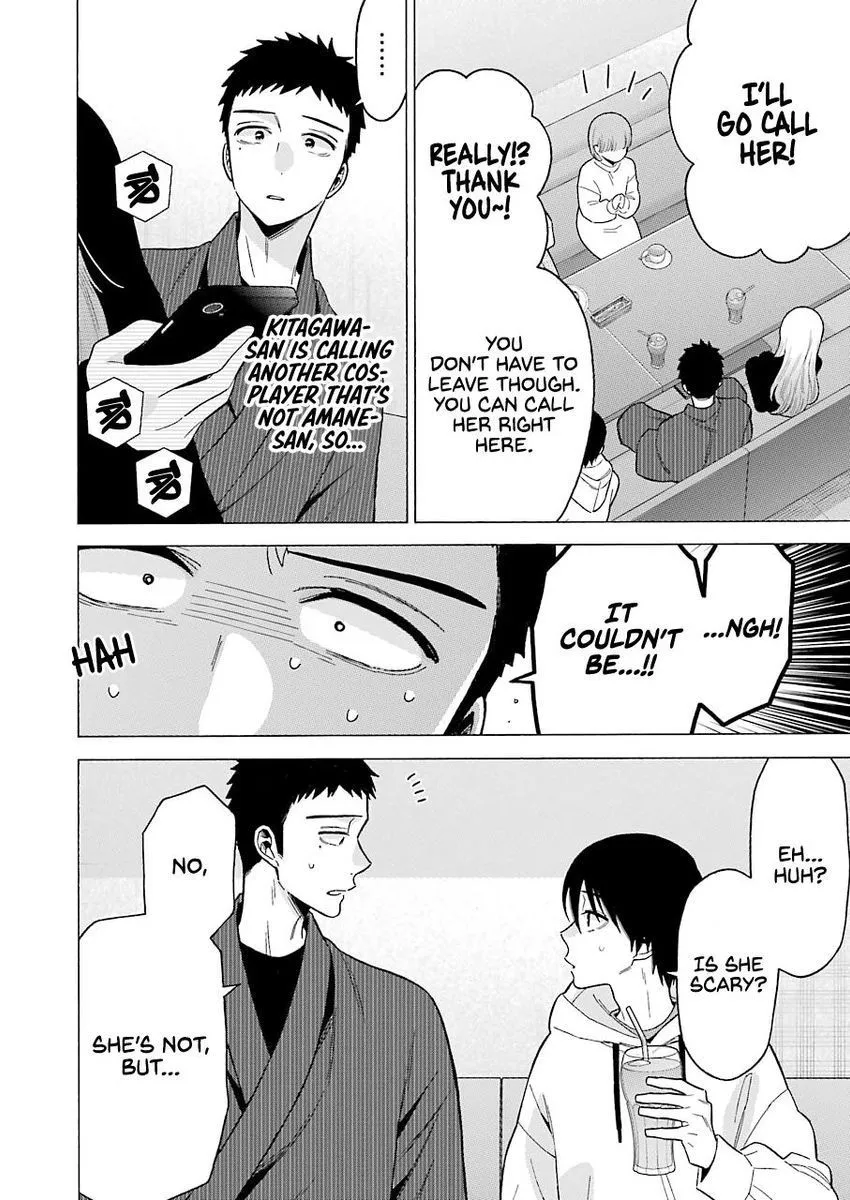 I'LL
GO CALL
HER!
REALLY!?
THANK
YOU~!
YOU
DON'T HAVE TO
LEAVE THOUGH.
YOU CAN CALL
HER RIGHT
HERE.
........
TAP
TAP
TAP
KITAGAWA-
SAN IS CALLING
ANOTHER COS-
PLAYER THAT'S
NOT AMANE-
SAN, SO...
...NGH!
IT
COULDN'T
BE...!!
HAH
EH...
HUH?
IS SHE
SCARY?
NO,
SHE'S NOT,
BUT...